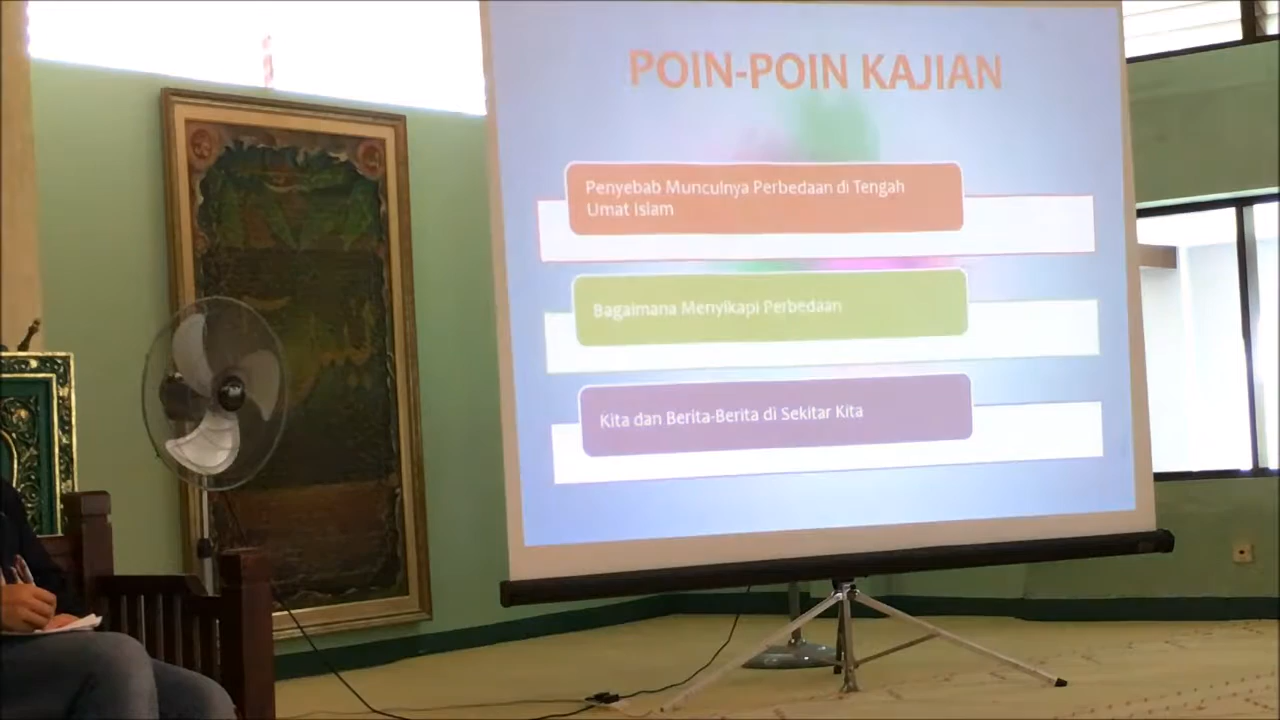 POIN-POIN KAJIAN
Penyebab Munculnya Perbedaan di Tengah
Umat Islam
Bagaimana Menyikapi Perbedaan
Kita dan Berita-Berita di Sekitar Kita